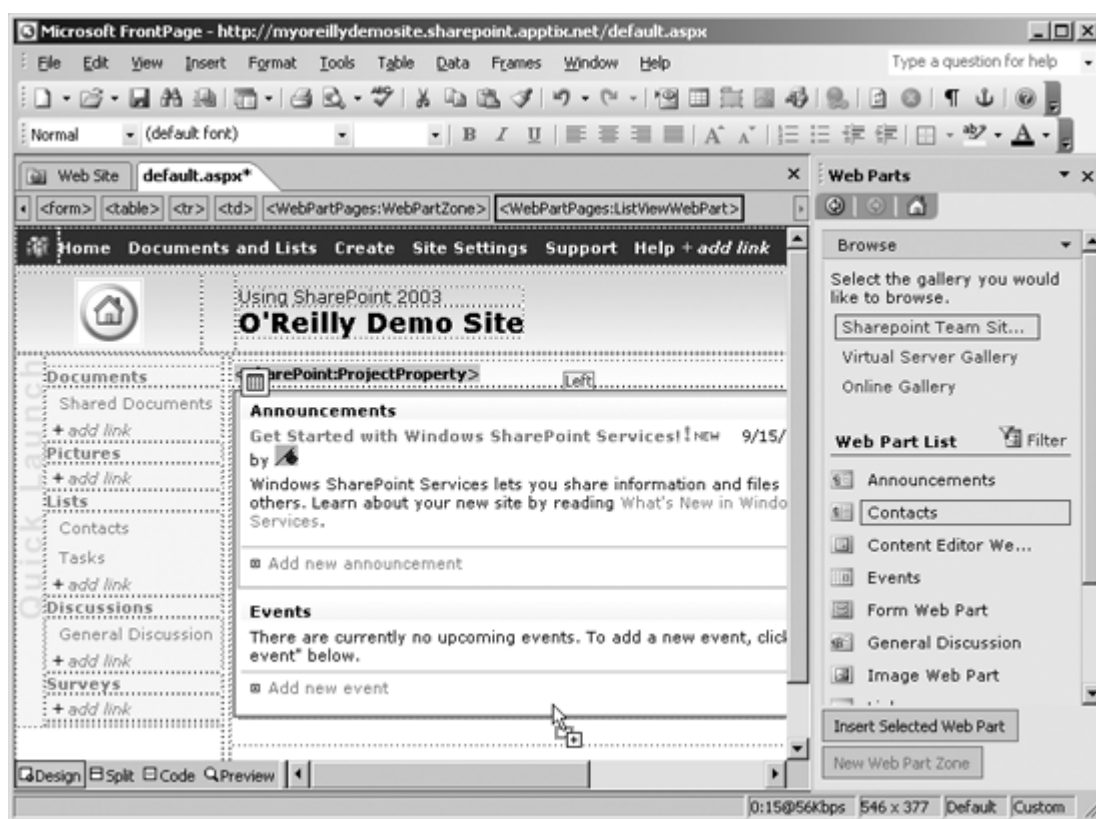 Microsoft FrontPage - http://myoreillydemosite.sharepoint.apptix.net/default.aspx
File Edit View Insert Format Tools Table Data Frames Window Help Type a question for help
Normal (default font) B I U A A A
Web Site default.aspx*
<form> <table> <tr> <td> <WebPartPages:WebPartZone> <WebPartPages:ListViewWebPart>
Home Documents and Lists Create Site Settings Support Help + add link
Using SharePoint 2003
O'Reilly Demo Site
Quick Launch
Documents
Shared Documents
+ add link
Pictures
+ add link
Lists
Contacts
Tasks
+ add link
Discussions
General Discussion
+ add link
Surveys
+ add link
arePoint:ProjectProperty>
Left
Announcements
Get Started with Windows SharePoint Services! ! NEW 9/15/
by
Windows SharePoint Services lets you share information and files
others. Learn about your new site by reading What's New in Windo
Services.
Add new announcement
Events
There are currently no upcoming events. To add a new event, click
event" below.
Add new event
Design Split Code Preview
Web Parts
Browse
Select the gallery you would
like to browse.
Sharepoint Team Sit...
Virtual Server Gallery
Online Gallery
Web Part List Filter
Announcements
Contacts
Content Editor We...
Events
Form Web Part
General Discussion
Image Web Part
Insert Selected Web Part
New Web Part Zone
0:15@56Kbps 546 x 377 Default Custom